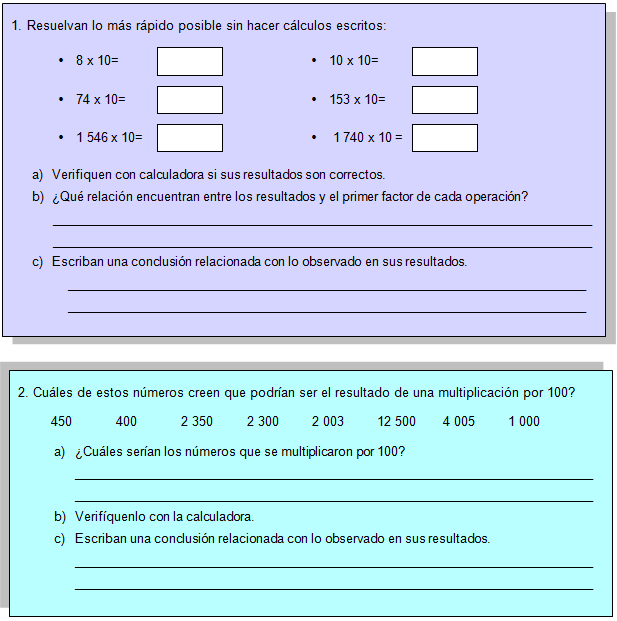 1. Resuelvan lo más rápido posible sin hacer cálculos escritos:
• 8 x 10= • 10 x 10=
• 74 x 10= • 153 x 10=
• 1 546 x 10= • 1 740 x 10 =
a) Verifiquen con calculadora si sus resultados son correctos.
b) ¿Qué relación encuentran entre los resultados y el primer factor de cada operación?
c) Escriban una conclusión relacionada con lo observado en sus resultados.
2. Cuáles de estos números creen que podrían ser el resultado de una multiplicación por 100?
450 400 2 350 2 300 2 003 12 500 4 005 1 000
a) ¿Cuáles serían los números que se multiplicaron por 100?
b) Verifíquenlo con la calculadora.
c) Escriban una conclusión relacionada con lo observado en sus resultados.